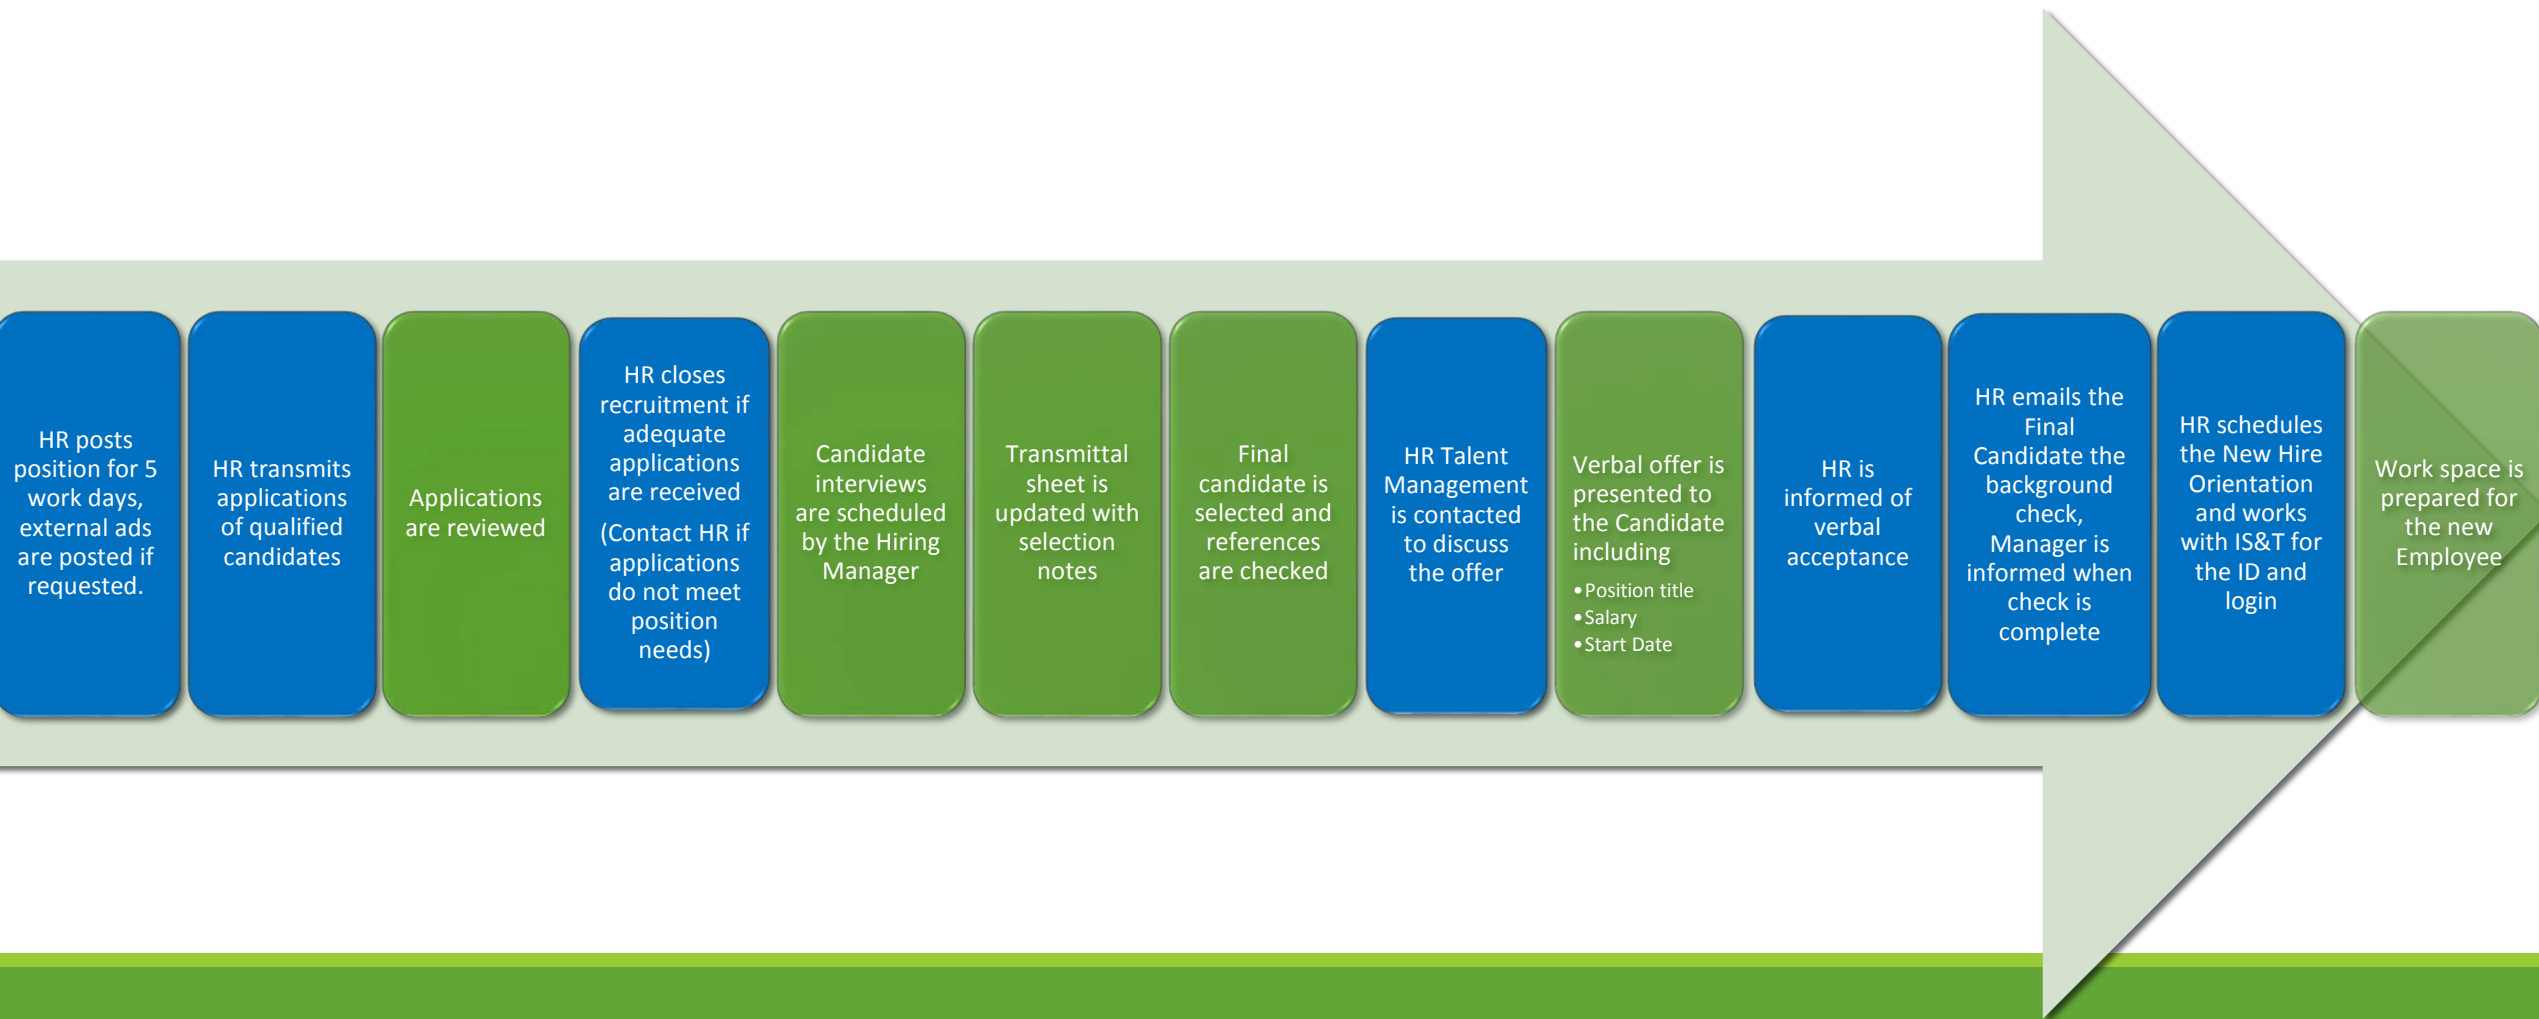 HR posts
position for 5
work days,
external ads
are posted if
requested.
HR transmits
applications
of qualified
candidates
Applications
are reviewed
HR closes
recruitment if
adequate
applications
are received
(Contact HR if
applications
do not meet
position
needs)
Candidate
interviews
are scheduled
by the Hiring
Manager
Transmittal
sheet is
updated with
selection
notes
Final
candidate is
selected and
references
are checked
HR Talent
Management
is contacted
to discuss
the offer
Verbal offer is
presented to
the Candidate
including
•Position title
•Salary
•Start Date
HR is
informed of
verbal
acceptance
HR emails the
Final
Candidate the
background
check,
Manager is
informed when
check is
complete
HR schedules
the New Hire
Orientation
and works
with IS&T for
the ID and
login
Work space is
prepared for
the new
Employee